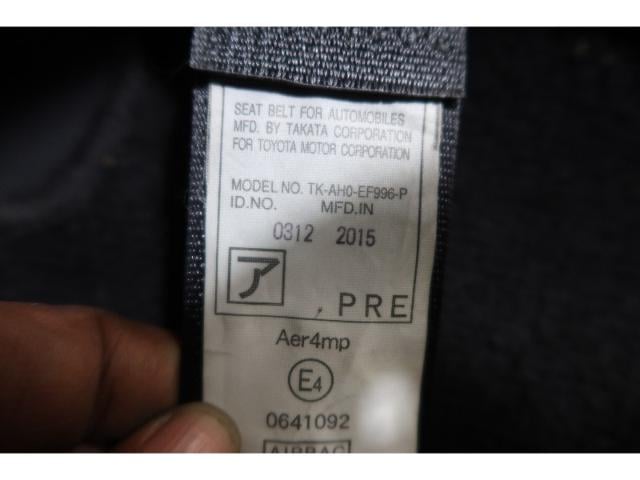 SEAT BELT FOR AUTOMOBILES
MFD. BY TAKATA CORPORATION
FOR TOYOTA MOTOR CORPORATION
MODEL NO. TK-AH0-EF996-P
ID.NO. MFD.IN
0312 2015
ア PRE
Aer4mp
E4
0641092
AIRBAG